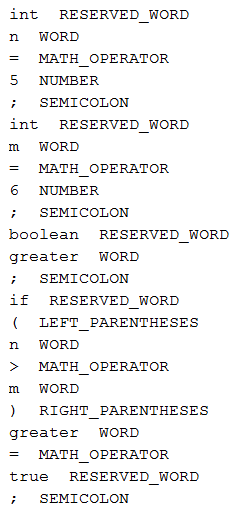 int  RESERVED_WORD
n  WORD
=  MATH_OPERATOR
5  NUMBER
;  SEMICOLON
int  RESERVED_WORD
m  WORD
=  MATH_OPERATOR
6  NUMBER
;  SEMICOLON
boolean  RESERVED_WORD
greater  WORD
;  SEMICOLON
if  RESERVED_WORD
(  LEFT_PARENTHESES
n  WORD
>  MATH_OPERATOR
m  WORD
)  RIGHT_PARENTHESES
greater  WORD
=  MATH_OPERATOR
true  RESERVED_WORD
;  SEMICOLON